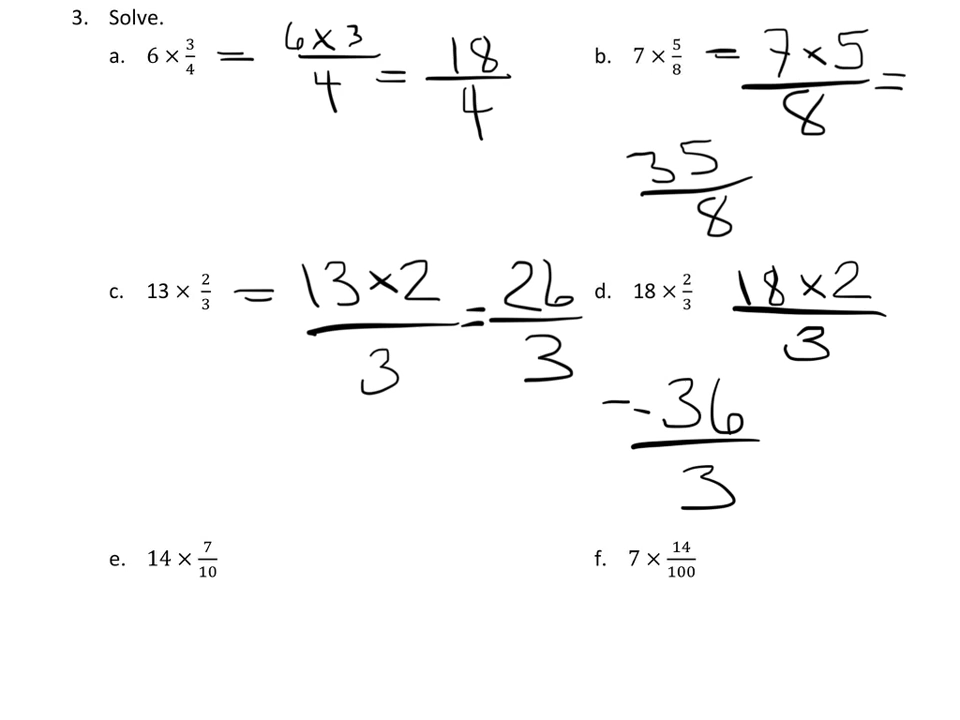 3. Solve.
a. 6 × 3/4 = 6 × 3/4 = 18/4
b. 7 × 5/8 = 7 × 5/8 =
35/8
c. 13 × 2/3 = 13 × 2/3 = 26/3
d. 18 × 2/3 18 × 2/3
-- 36/3
e. 14 × 7/10
f. 7 × 14/100